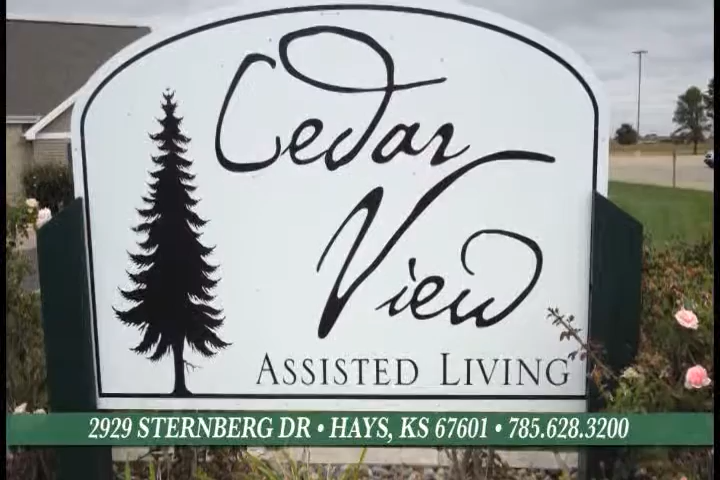 Cedar
View
ASSISTED LIVING
2929 STERNBERG DR • HAYS, KS 67601 • 785.628.3200